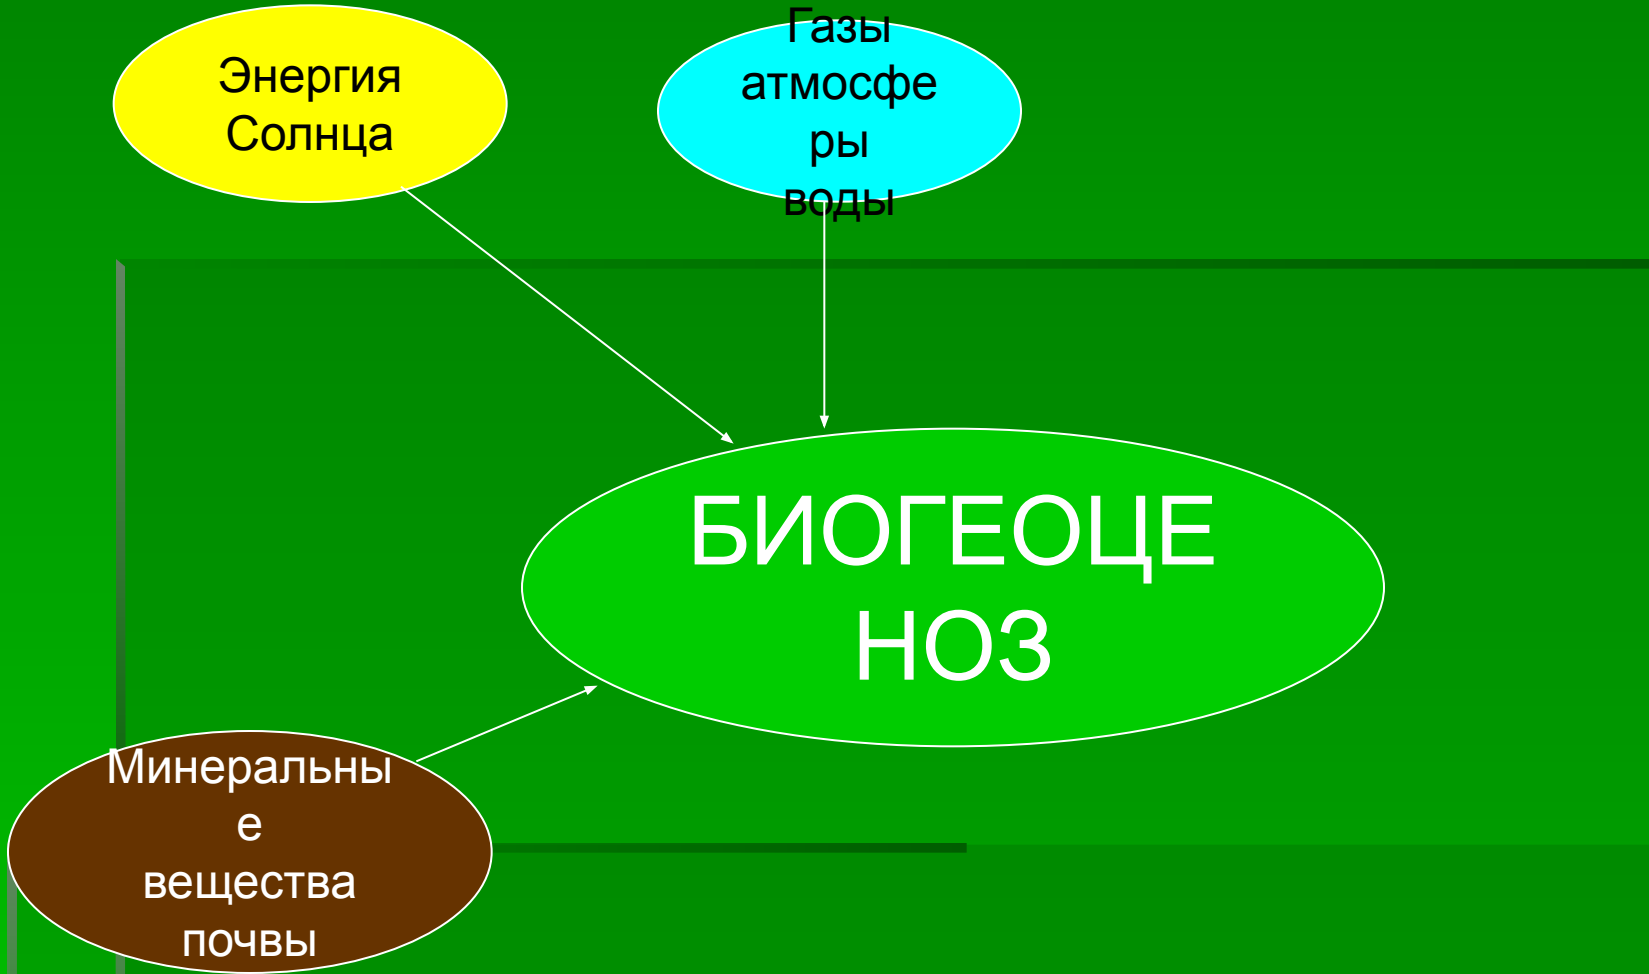 Энергия
Солнца
Газы
атмосфе
ры
воды
БИОГЕОЦЕ
НОЗ
Минеральны
е
вещества
почвы